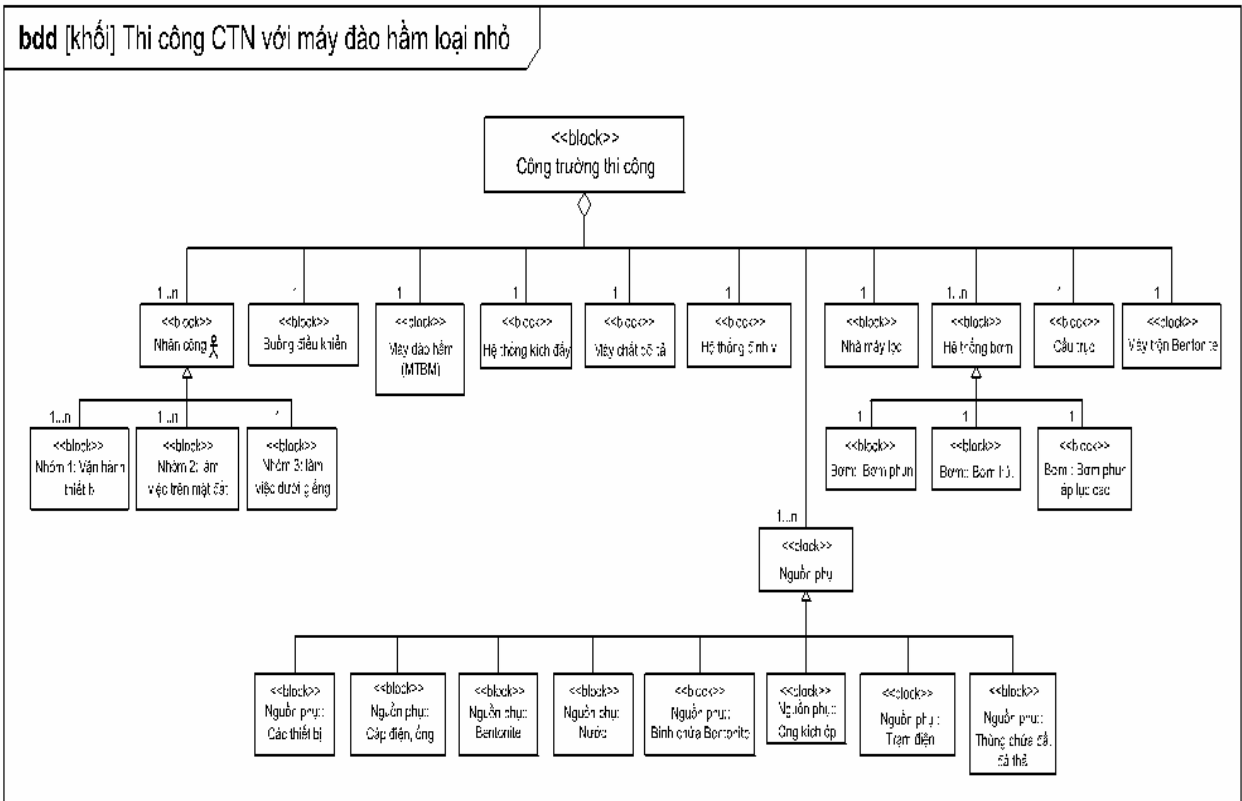 bdd [khối] Thi công CTN với máy đào hầm loại nhỏ
<<block>>
Công trường thi công
1...n
1
1
1
1
1
1
1...n
1
1
<<block>>
Nhân công
<<block>>
Buồng điều khiển
<<block>>
Máy đào hầm
(MTBM)
<<block>>
Hệ thống kích đẩy
<<block>>
Máy chất
<<block>>
Hệ thống định vị
<<block>>
Nhà máy lọc
<<block>>
Hệ thống bơm
<<block>>
Cẩu trục
<<block>>
Máy trộn Bentonite
1...n
1...n
1
1
1
1
<<block>>
Nhóm 1: Vận hành
thiết bị
<<block>>
Nhóm 2: làm
việc trên mặt đất
<<block>>
Nhóm 3: làm
việc dưới giếng
<<block>>
Bơm:: Bơm phun
<<block>>
Bơm:: Bơm hút
<<block>>
Bơm:: Bơm phun
áp lực cao
1...n
<<block>>
Nguồn phụ
<<block>>
Nguồn phụ::
Các thiết bị
<<block>>
Nguồn phụ::
Cáp điện, ống
<<block>>
Nguồn phụ::
Bentonite
<<block>>
Nguồn phụ::
Nước
<<block>>
Nguồn phụ::
Bình chứa Bentonite
<<block>>
Nguồn phụ::
Ống kích ép
<<block>>
Nguồn phụ::
Trạm điện
<<block>>
Nguồn phụ::
Thùng chứa đất
đá thải